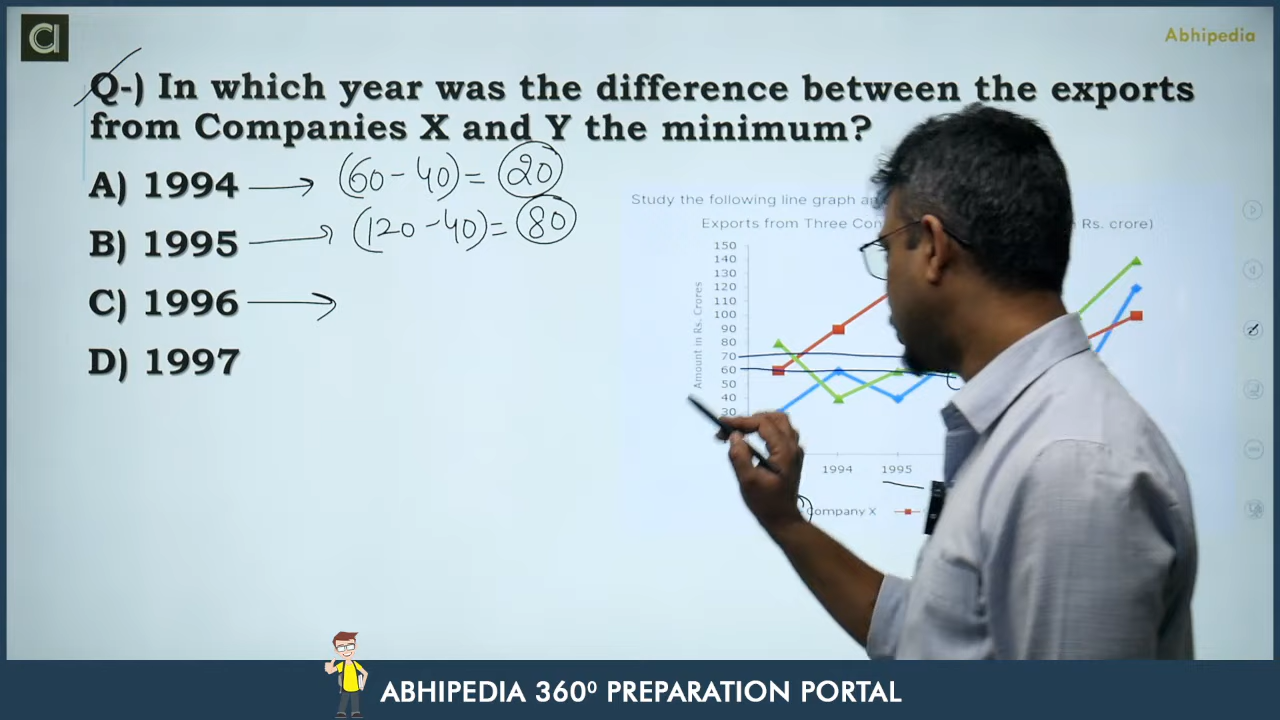 Abhipedia
Q-) In which year was the difference between the exports
from Companies X and Y the minimum?
A) 1994 (60 - 40) = 20
B) 1995 (120 - 40) = 80
C) 1996
D) 1997
Study the following line graph
Exports from Three Rs. crore)
150
140
130
120
110
100
90
80
70
60
50
40
30
Amount in Rs. Crores
1994 1995
Company X
ABHIPEDIA 360⁰ PREPARATION PORTAL